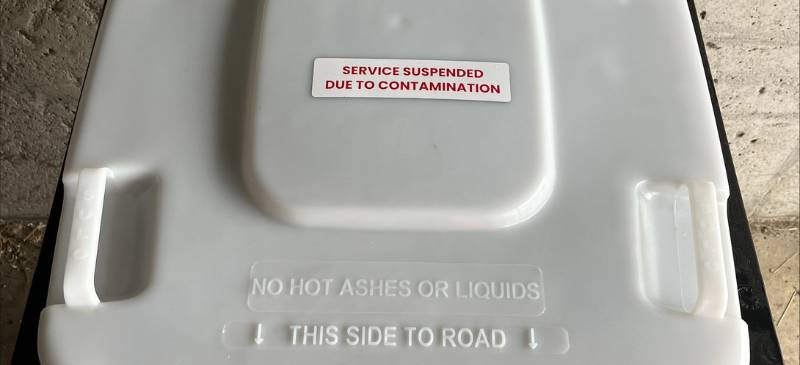 SERVICE SUSPENDED
DUE TO CONTAMINATION
NO HOT ASHES OR LIQUIDS
↓ THIS SIDE TO ROAD ↓